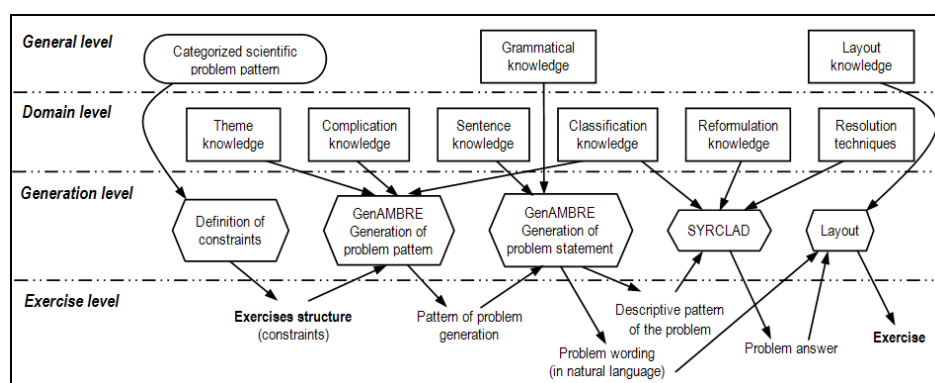 General level
Categorized scientific
problem pattern
Grammatical
knowledge
Layout
knowledge
Domain level
Theme
knowledge
Complication
knowledge
Sentence
knowledge
Classification
knowledge
Reformulation
knowledge
Resolution
techniques
Generation level
Definition of
constraints
GenAMBRE
Generation of
problem pattern
GenAMBRE
Generation of
problem statement
SYRCLAD
Layout
Exercise level
Exercises structure
(constraints)
Pattern of problem
generation
Descriptive pattern
of the problem
Problem wording
(in natural language)
Problem answer
Exercise